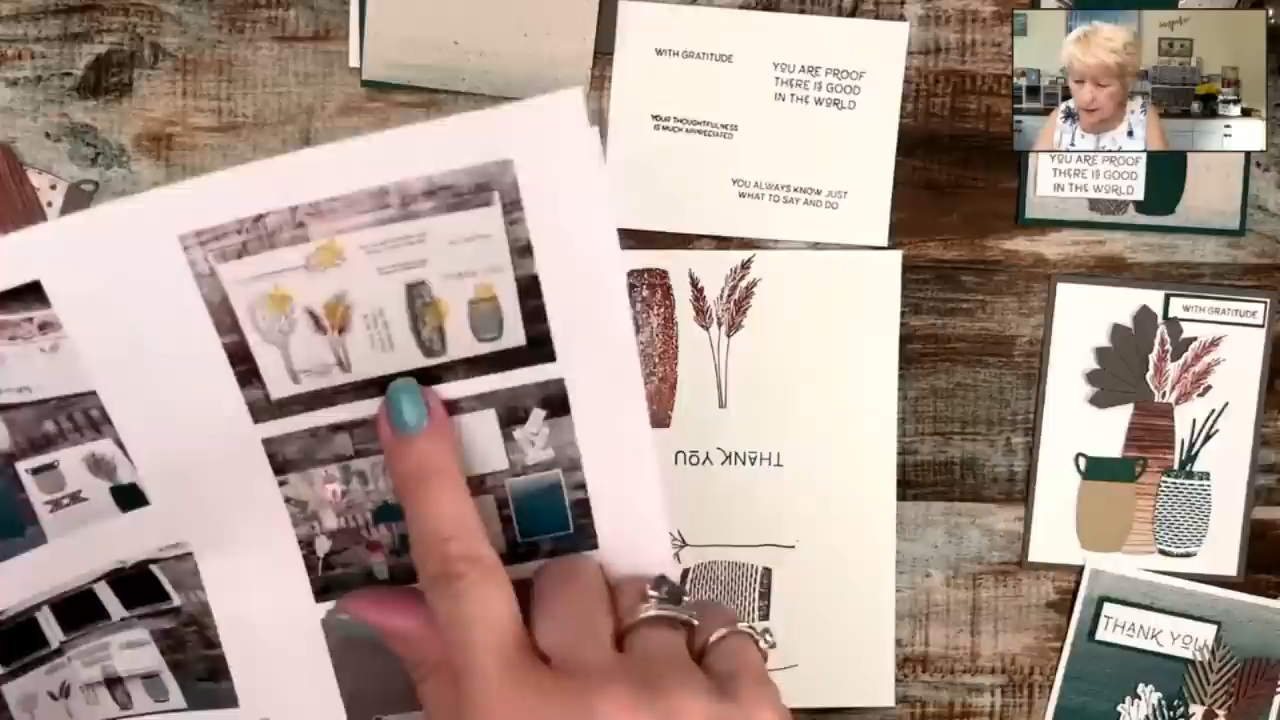 WITH GRATITUDE
YOU ARE PROOF
THERE IS GOOD
IN THE WORLD
YOUR THOUGHTFULNESS
IS MUCH APPRECIATED
YOU ALWAYS KNOW JUST
WHAT TO SAY AND DO
THANK YOU
inspire
YOU ARE PROOF
THERE IS GOOD
IN THE WORLD
WITH GRATITUDE
THANK YOU